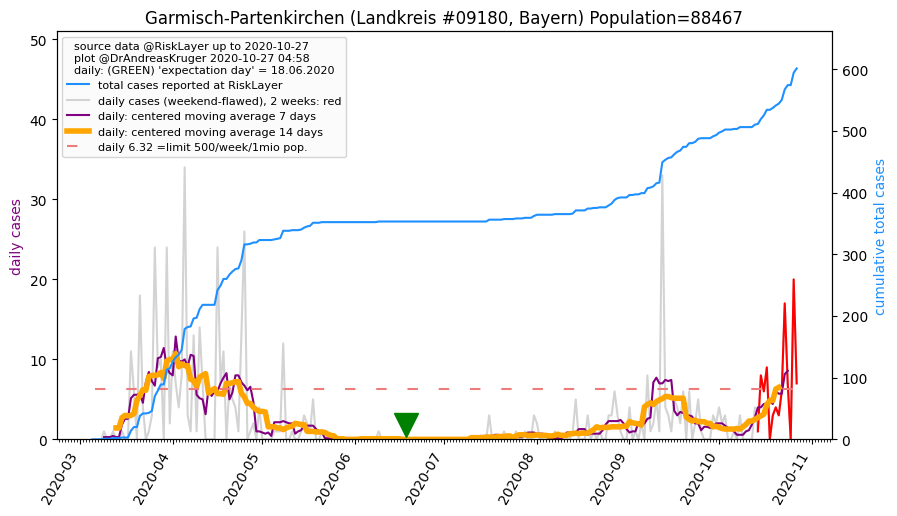 Garmisch-Partenkirchen (Landkreis #09180, Bayern) Population=88467
source data @RiskLayer up to 2020-10-27
plot @DrAndreasKruger 2020-10-27 04:58
daily: (GREEN) 'expectation day' = 18.06.2020
total cases reported at RiskLayer
daily cases (weekend-flawed), 2 weeks: red
daily: centered moving average 7 days
daily: centered moving average 14 days
daily 6.32 =limit 500/week/1mio pop.
daily cases
50
40
30
20
10
0
cumulative total cases
600
500
400
300
200
100
0
2020-03
2020-04
2020-05
2020-06
2020-07
2020-08
2020-09
2020-10
2020-11